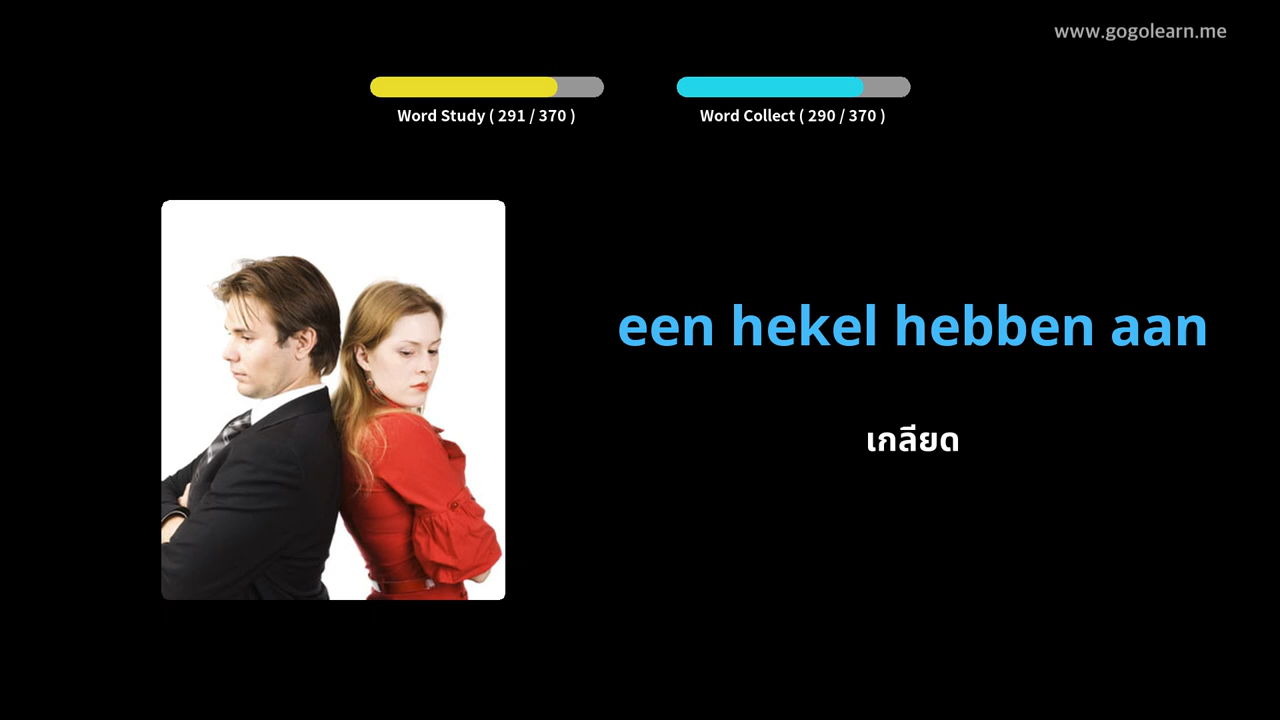 www.gogolearn.me
Word Study ( 291 / 370 )
Word Collect ( 290 / 370 )
een hekel hebben aan
เกลียด